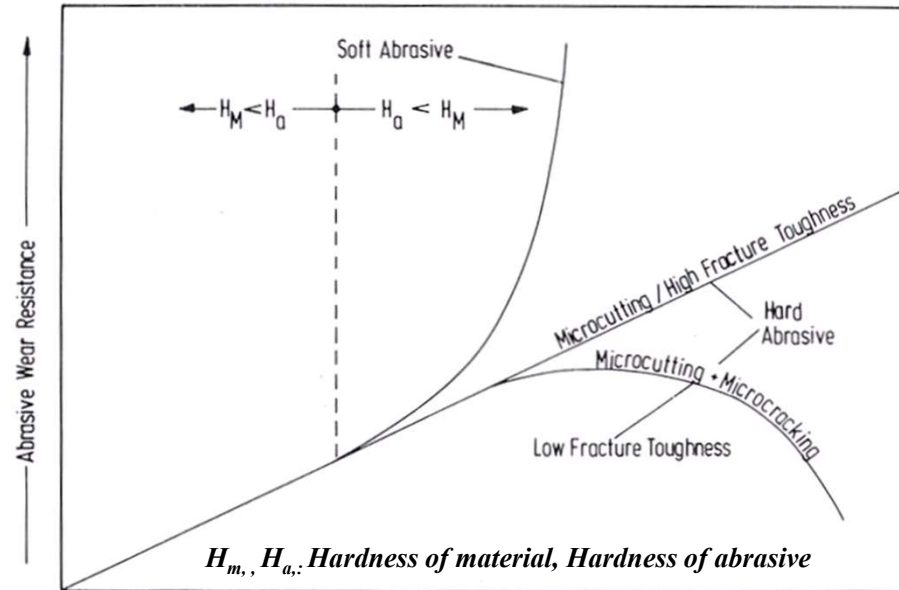 Abrasive Wear Resistance
Soft Abrasive
H_M < H_a
H_a < H_M
Microcutting / High Fracture Toughness
Hard
Abrasive
Microcutting + Microcracking
Low Fracture Toughness
H_m, , H_a,: Hardness of material, Hardness of abrasive